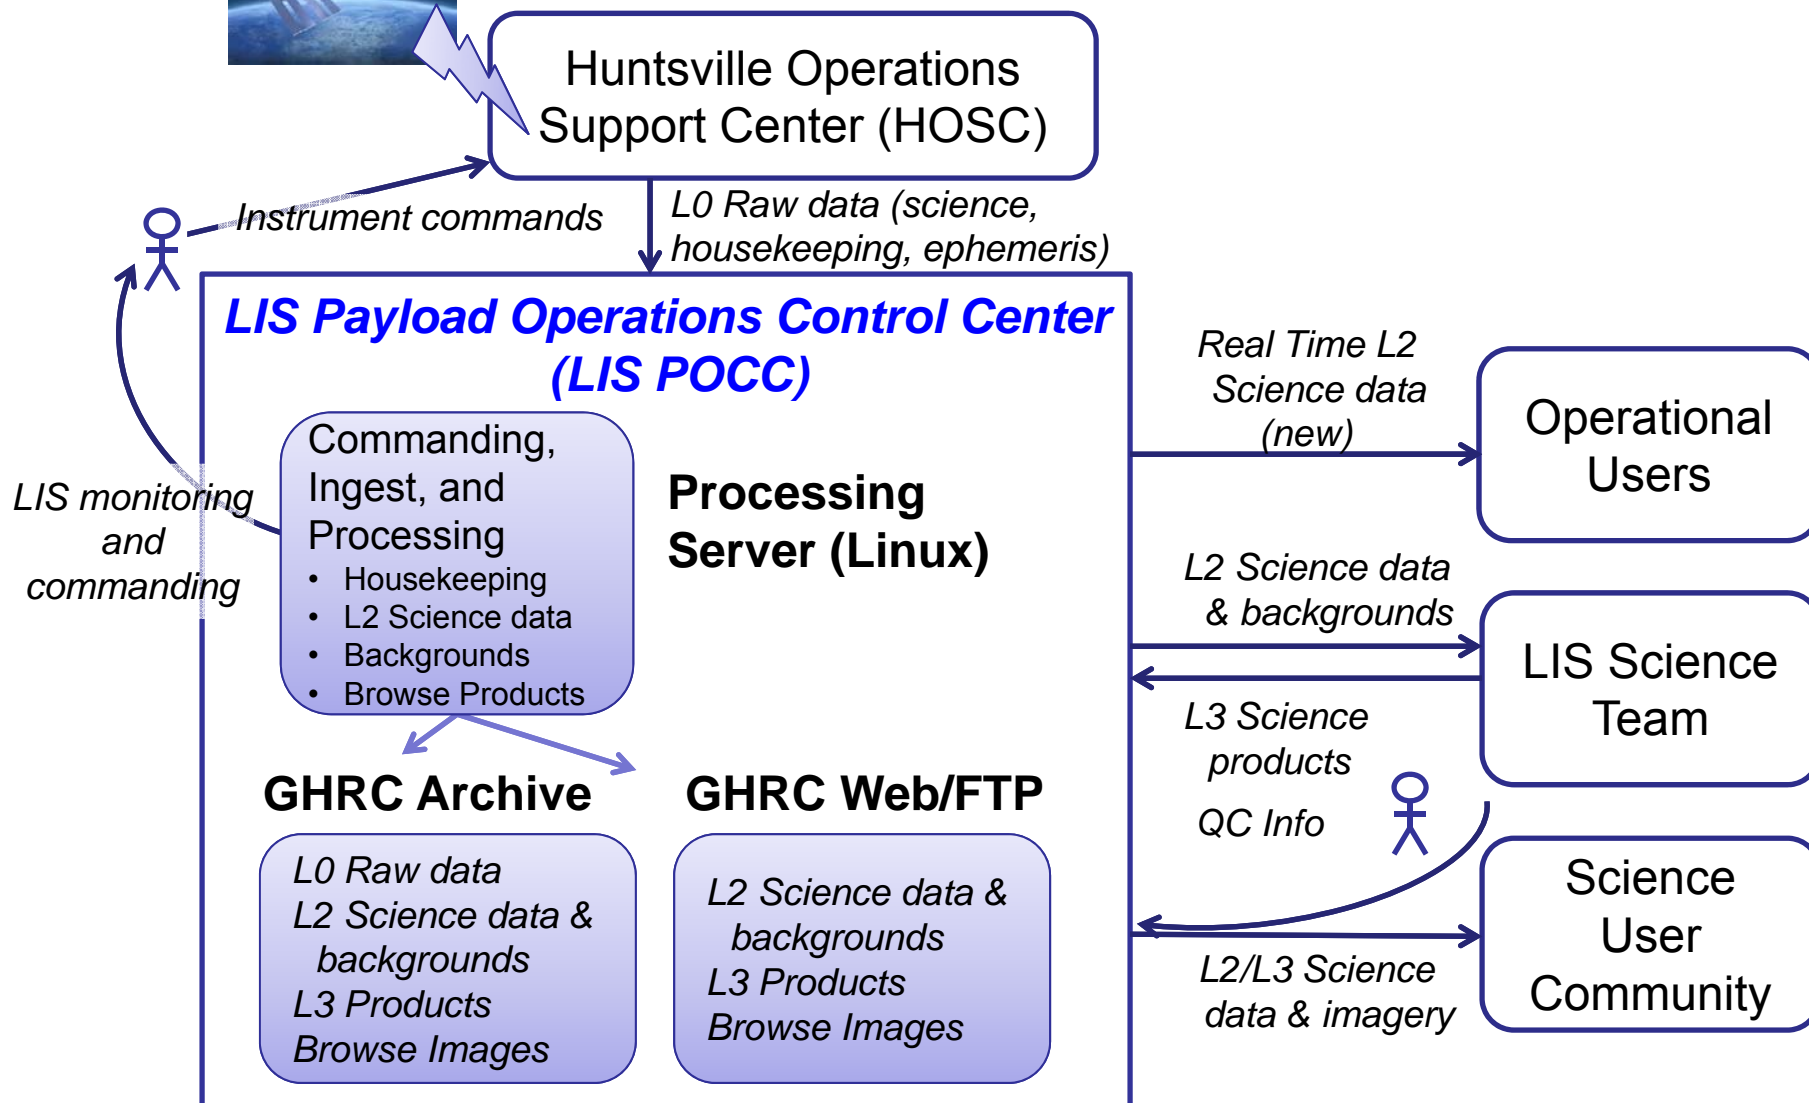 Huntsville Operations
Support Center (HOSC)
Instrument commands
L0 Raw data (science,
housekeeping, ephemeris)
LIS Payload Operations Control Center
(LIS POCC)
LIS monitoring
and
commanding
Commanding,
Ingest, and
Processing
• Housekeeping
• L2 Science data
• Backgrounds
• Browse Products
Processing
Server (Linux)
Real Time L2
Science data
(new)
Operational
Users
L2 Science data
& backgrounds
LIS Science
Team
L3 Science
products
QC Info
GHRC Archive
L0 Raw data
L2 Science data &
backgrounds
L3 Products
Browse Images
GHRC Web/FTP
L2 Science data &
backgrounds
L3 Products
Browse Images
L2/L3 Science
data & imagery
Science
User
Community